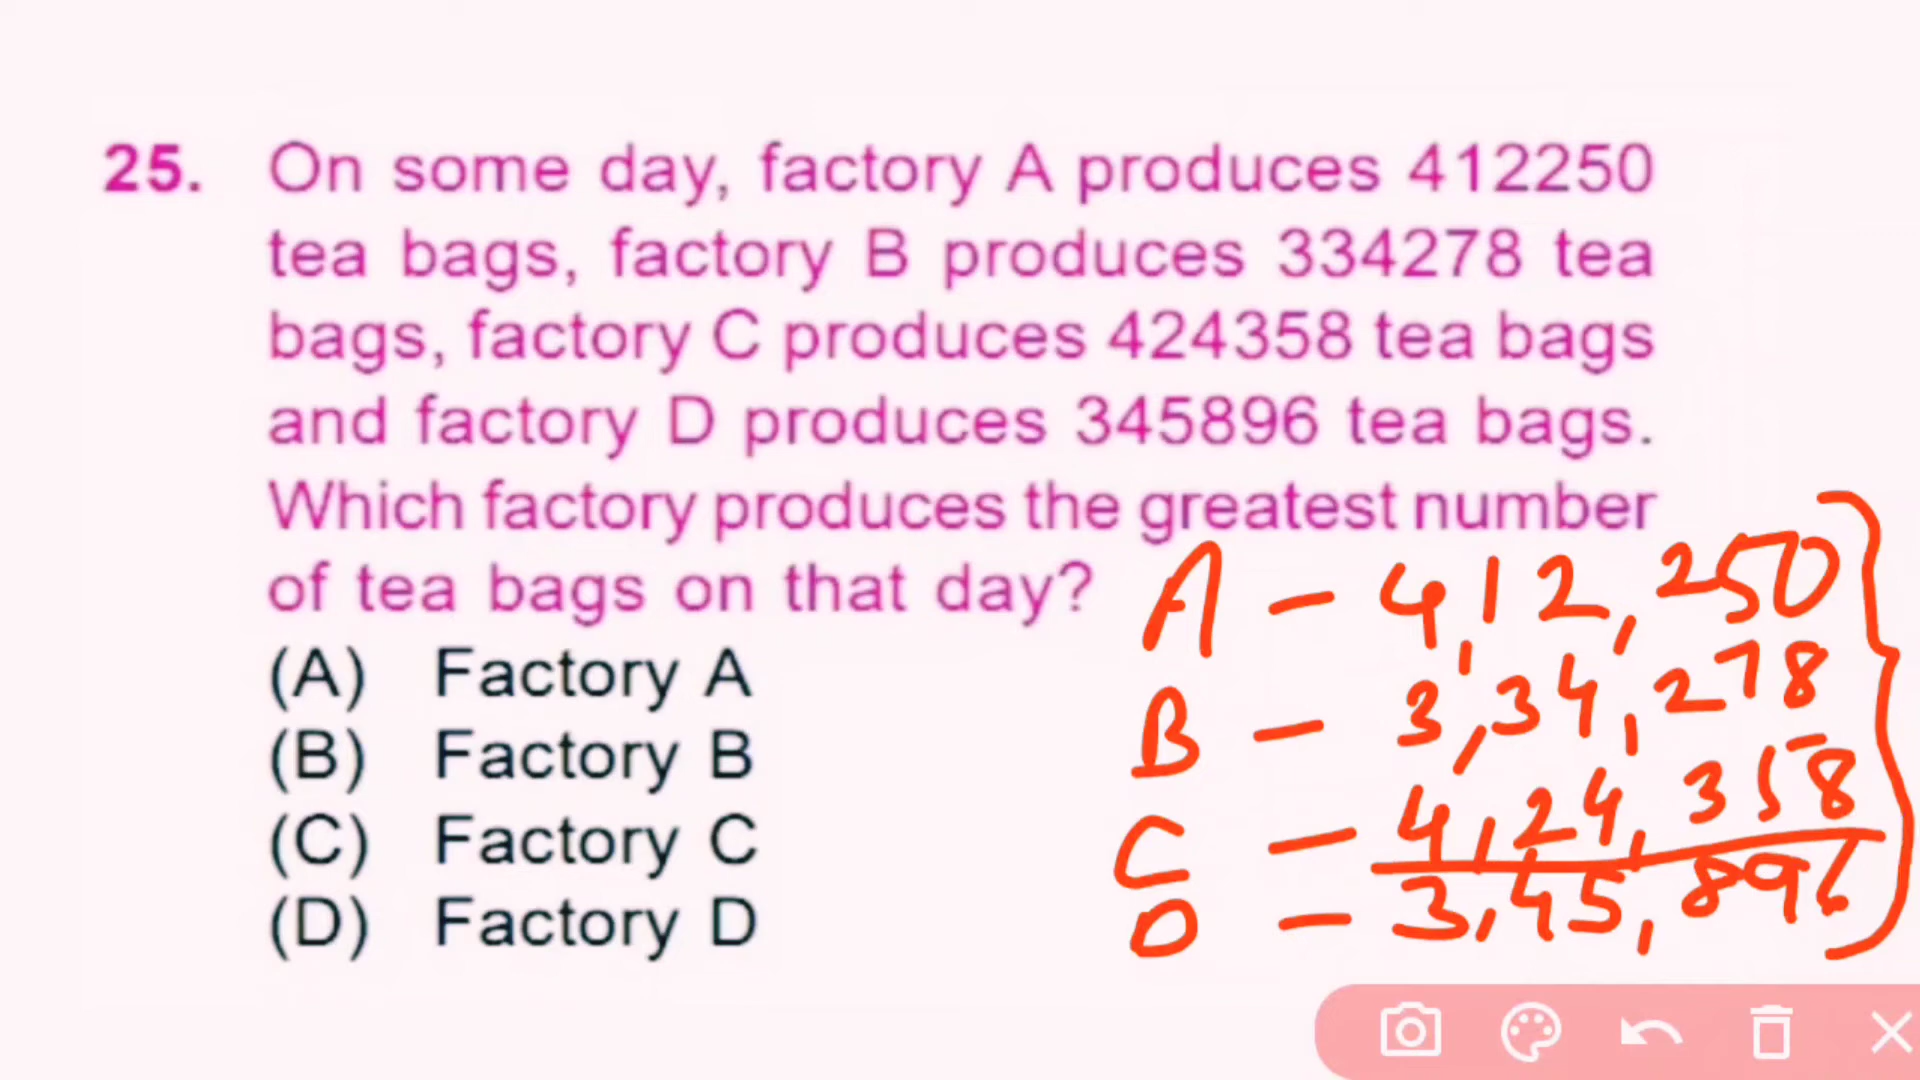 25. On some day, factory A produces 412250
tea bags, factory B produces 334278 tea
bags, factory C produces 424358 tea bags
and factory D produces 345896 tea bags.
Which factory produces the greatest number
of tea bags on that day?
(A) Factory A
(B) Factory B
(C) Factory C
(D) Factory D
A - 4,12,250
B - 3,34,278
C - 4,24,358
D - 3,45,896